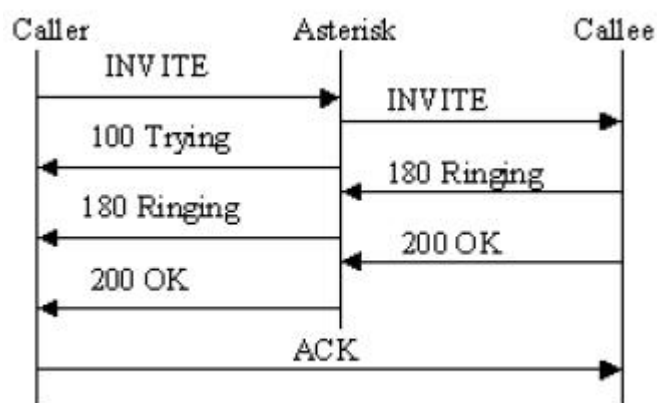 Caller Asterisk Callee
INVITE
INVITE
100 Trying
180 Ringing
180 Ringing
200 OK
200 OK
ACK